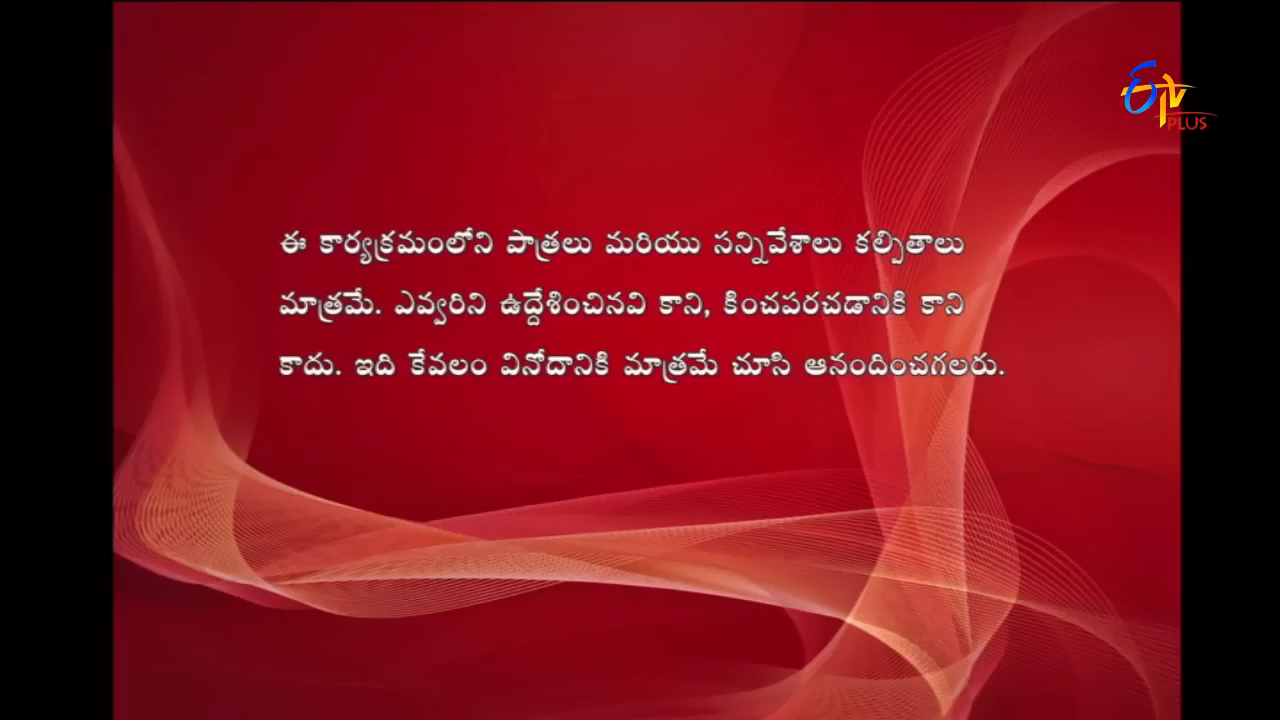 ETV
PLUS
ఈ కార్యక్రమంలోని పాత్రలు మరియు సన్నివేశాలు కల్పితాలు
మాత్రమే. ఎవ్వరిని ఉద్దేశించినవి కాని, కించపరచడానికి కాని
కాదు. ఇది కేవలం వినోదానికి మాత్రమే చూసి ఆనందించగలరు.